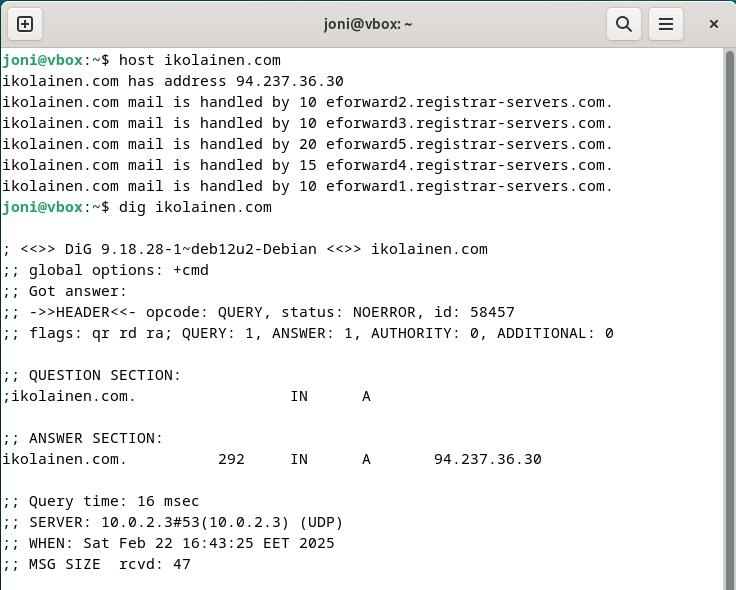 joni@vbox: ~
joni@vbox:~$ host ikolainen.com
ikolainen.com has address 94.237.36.30
ikolainen.com mail is handled by 10 eforward2.registrar-servers.com.
ikolainen.com mail is handled by 10 eforward3.registrar-servers.com.
ikolainen.com mail is handled by 20 eforward5.registrar-servers.com.
ikolainen.com mail is handled by 15 eforward4.registrar-servers.com.
ikolainen.com mail is handled by 10 eforward1.registrar-servers.com.
joni@vbox:~$ dig ikolainen.com
; <<>> DiG 9.18.28-1~deb12u2-Debian <<>> ikolainen.com
;; global options: +cmd
;; Got answer:
;; ->>HEADER<<- opcode: QUERY, status: NOERROR, id: 58457
;; flags: qr rd ra; QUERY: 1, ANSWER: 1, AUTHORITY: 0, ADDITIONAL: 0
;; QUESTION SECTION:
;ikolainen.com. IN A
;; ANSWER SECTION:
ikolainen.com. 292 IN A 94.237.36.30
;; Query time: 16 msec
;; SERVER: 10.0.2.3#53(10.0.2.3) (UDP)
;; WHEN: Sat Feb 22 16:43:25 EET 2025
;; MSG SIZE  rcvd: 47